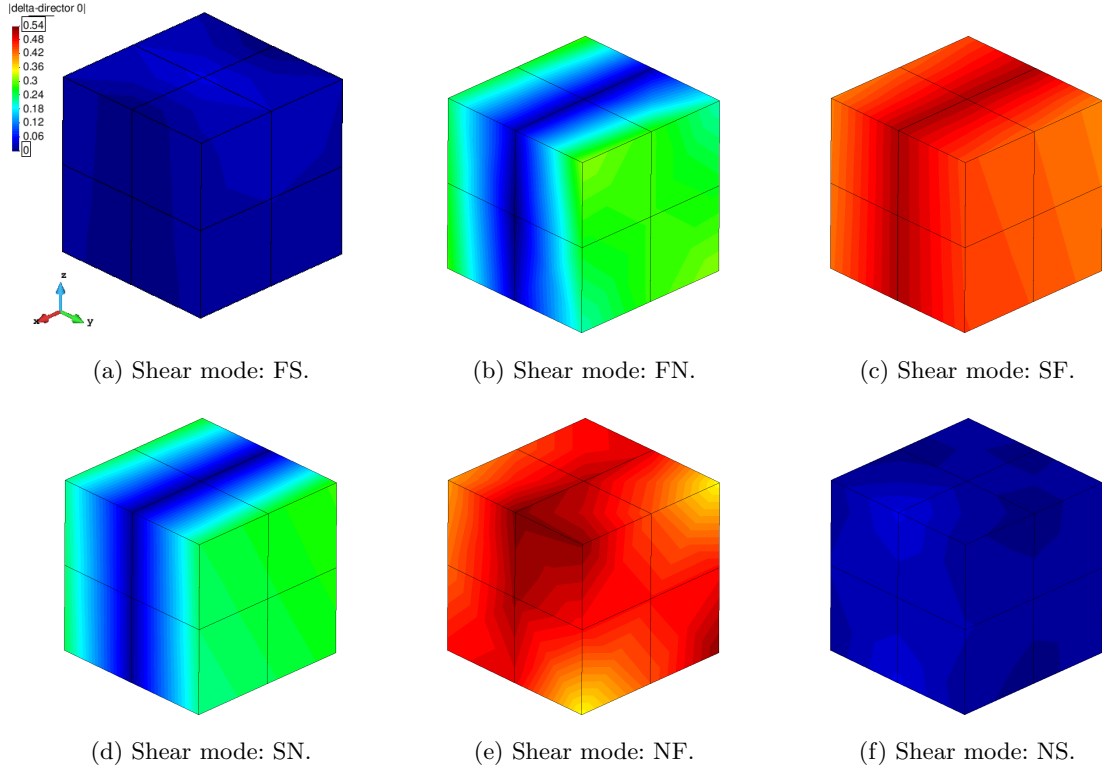 |delta-director 0|
0.54
0.48
0.42
0.36
0.3
0.24
0.18
0.12
0.06
0
z
x
y
(a) Shear mode: FS.
(b) Shear mode: FN.
(c) Shear mode: SF.
(d) Shear mode: SN.
(e) Shear mode: NF.
(f) Shear mode: NS.